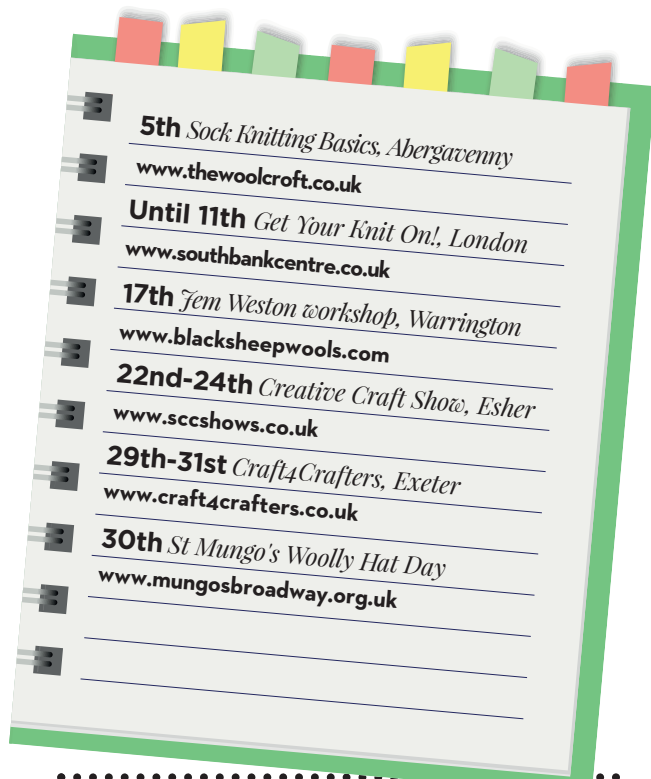 5th Sock Knitting Basics, Abergavenny
www.thewoolcroft.co.uk
Until 11th Get Your Knit On!, London
www.southbankcentre.co.uk
17th Jem Weston workshop, Warrington
www.blacksheepwools.com
22nd-24th Creative Craft Show, Esher
www.sccshows.co.uk
29th-31st Craft4Crafters, Exeter
www.craft4crafters.co.uk
30th St Mungo's Woolly Hat Day
www.mungosbroadway.org.uk